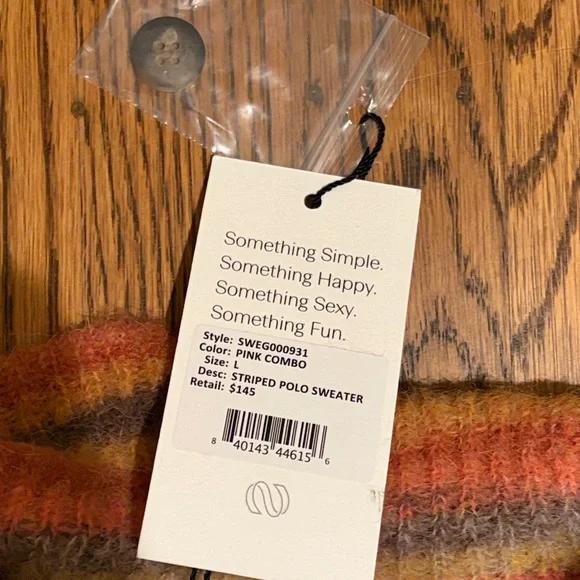 Something Simple.
Something Happy.
Something Sexy.
Something Fun.
Style: SWEG000931
Color: PINK COMBO
Size: L
Desc: STRIPED POLO SWEATER
Retail: $145
8 40143 44615 6